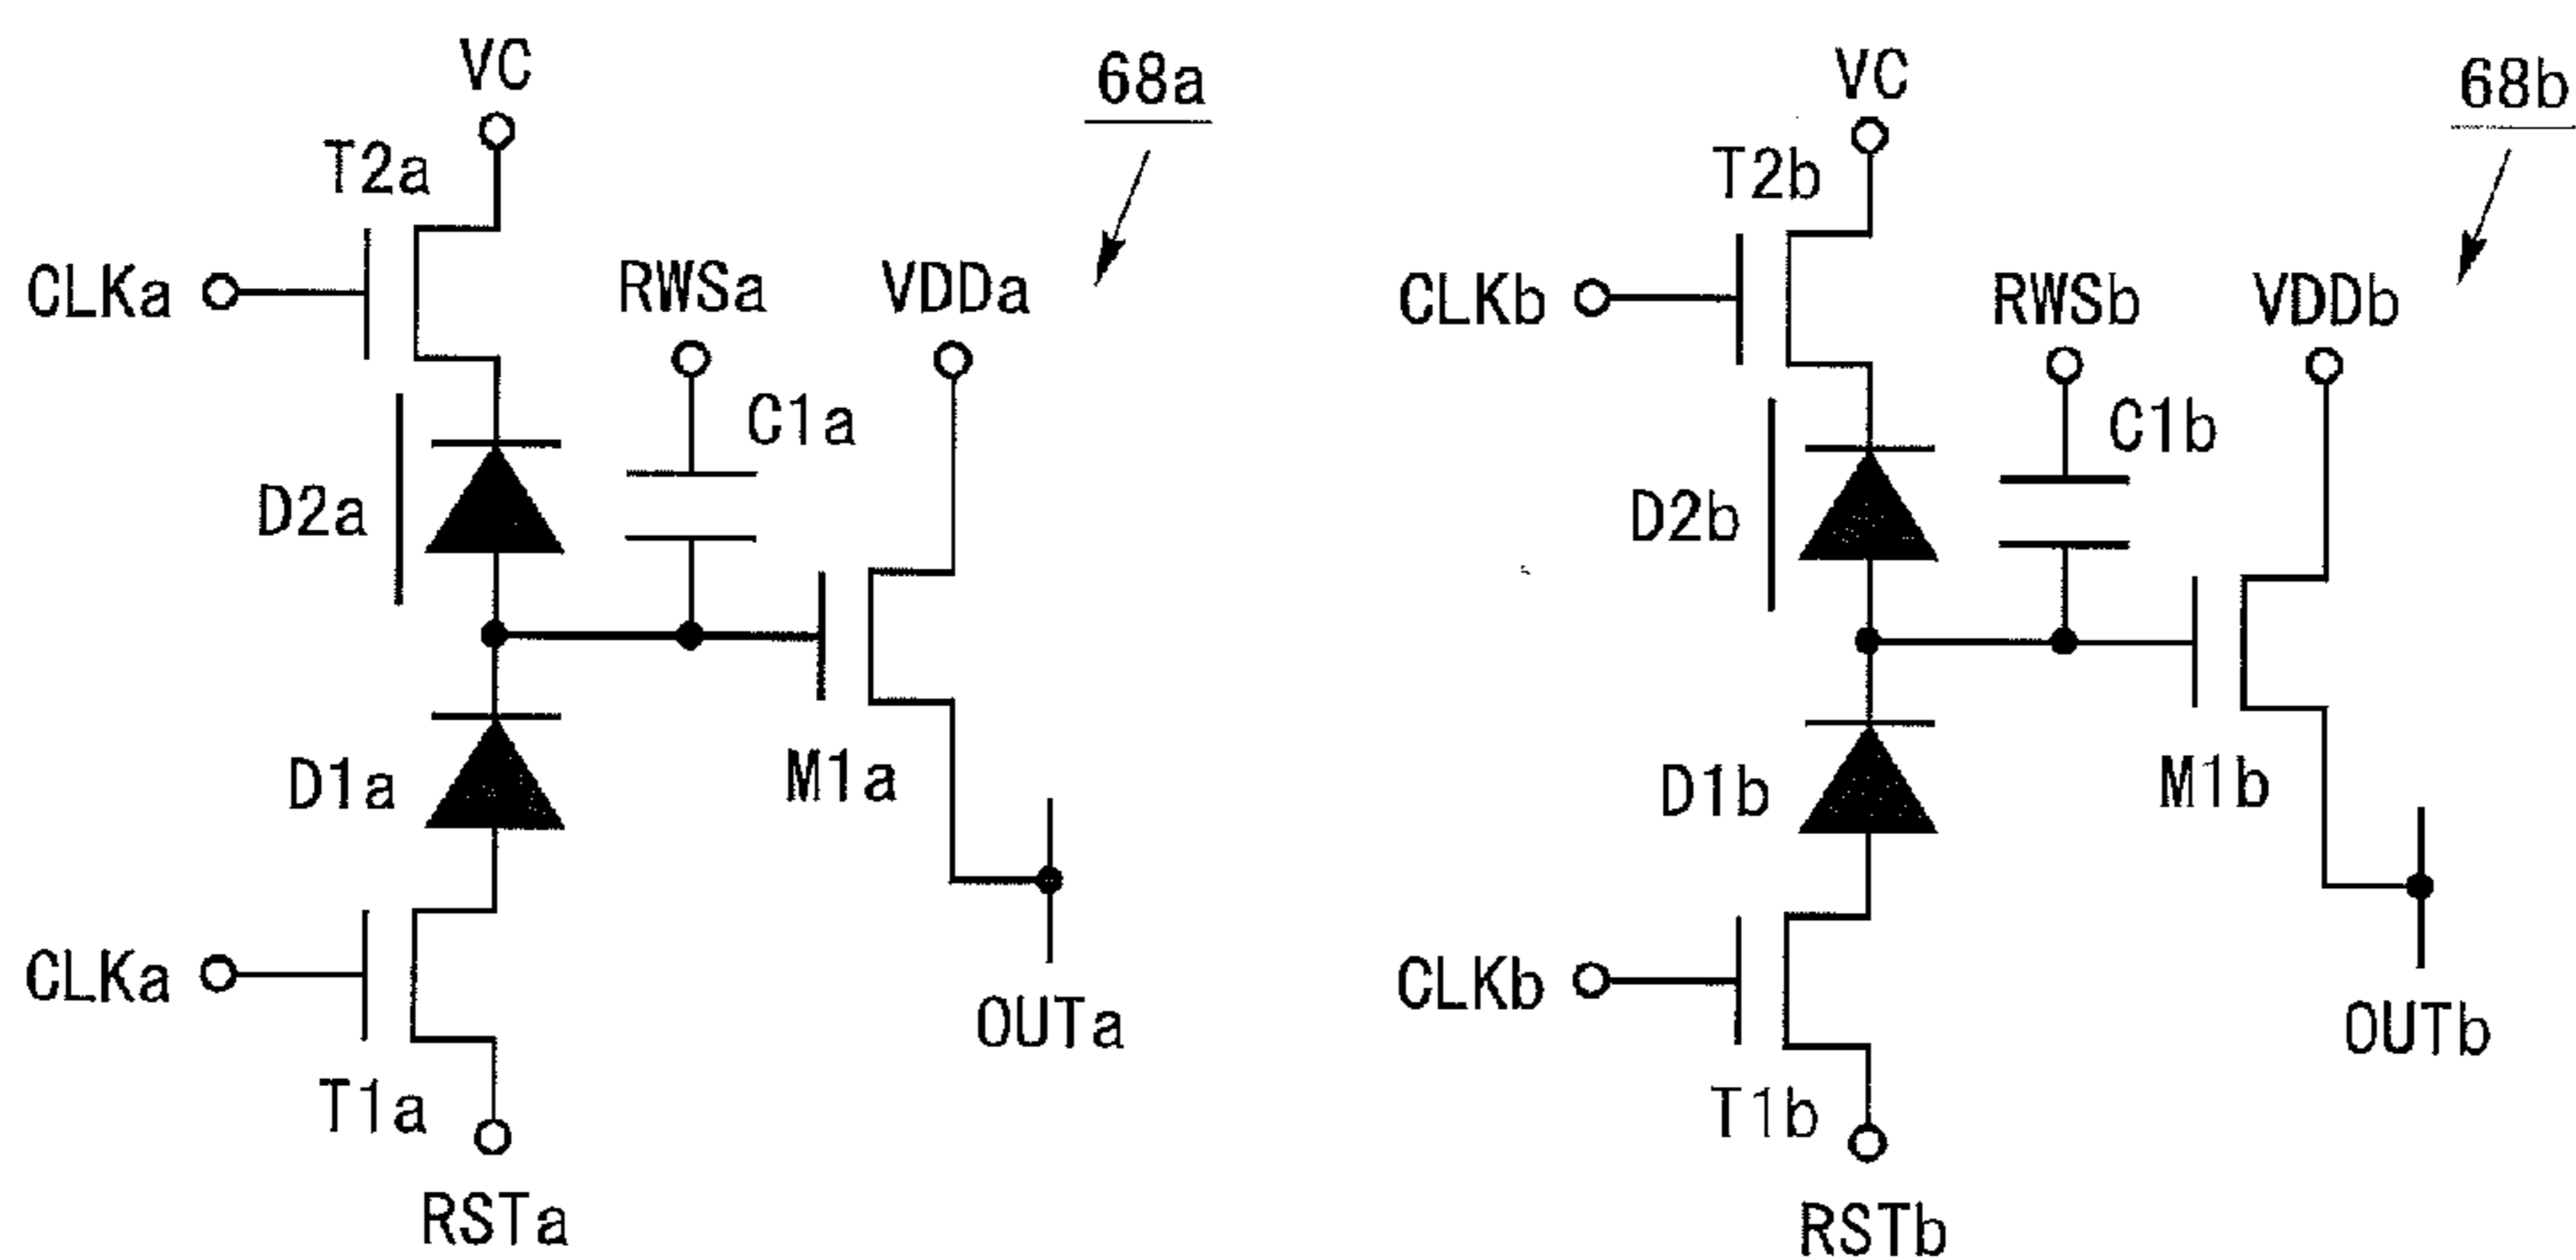 VC
68a
T2a
CLKa
RWSa
VDDa
C1a
D2a
D1a
M1a
CLKa
OUTa
T1a
RSTa
VC
68b
T2b
CLKb
RWSb
VDDb
C1b
D2b
D1b
M1b
CLKb
OUTb
T1b
RSTb